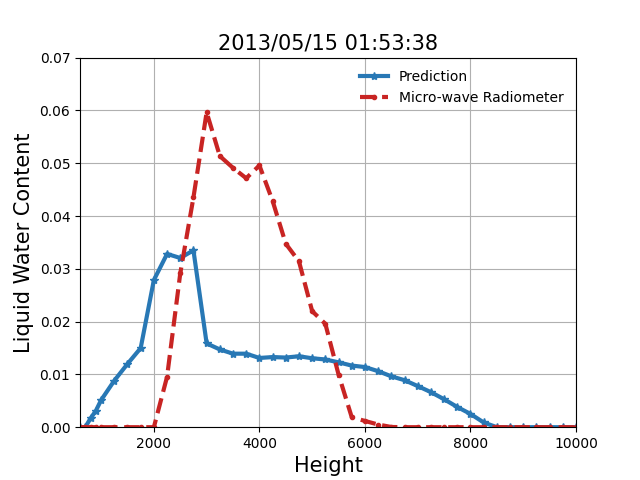 2013/05/15 01:53:38
Liquid Water Content
0.07
0.06
0.05
0.04
0.03
0.02
0.01
0.00
Prediction
Micro-wave Radiometer
2000 4000 6000 8000 10000
Height